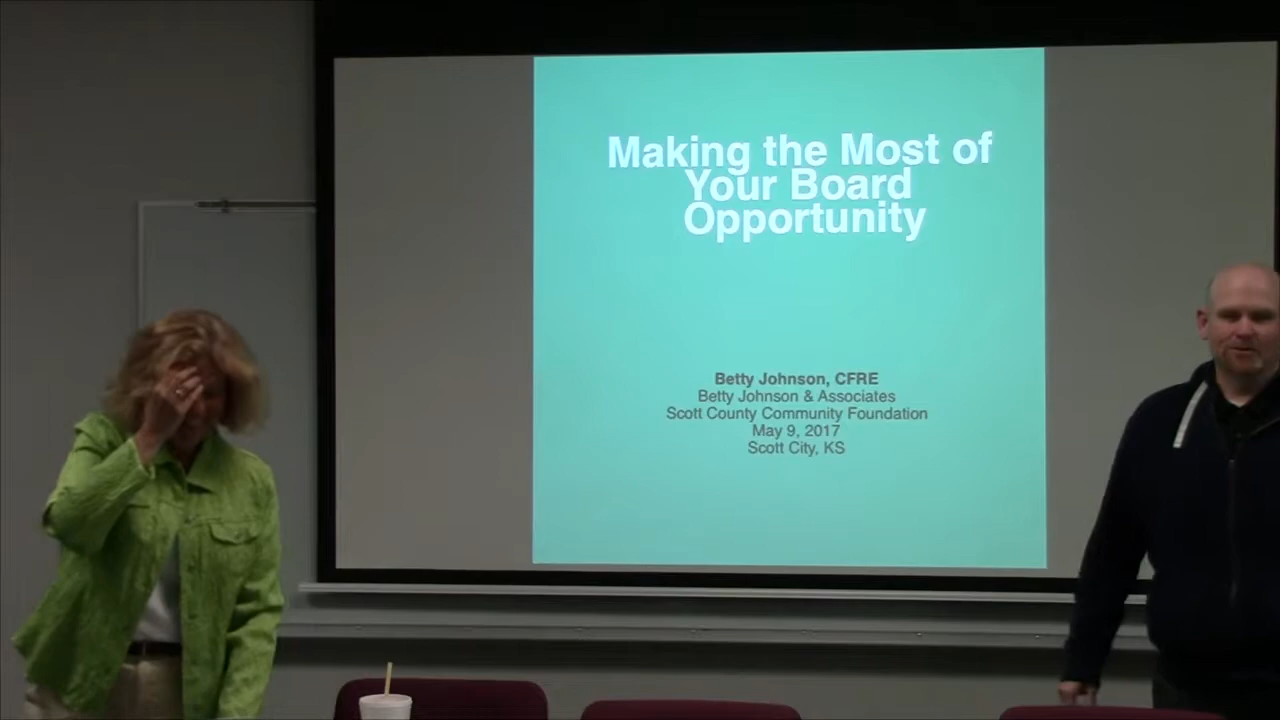 Making the Most of
Your Board
Opportunity
Betty Johnson, CFRE
Betty Johnson & Associates
Scott County Community Foundation
May 9, 2017
Scott City, KS